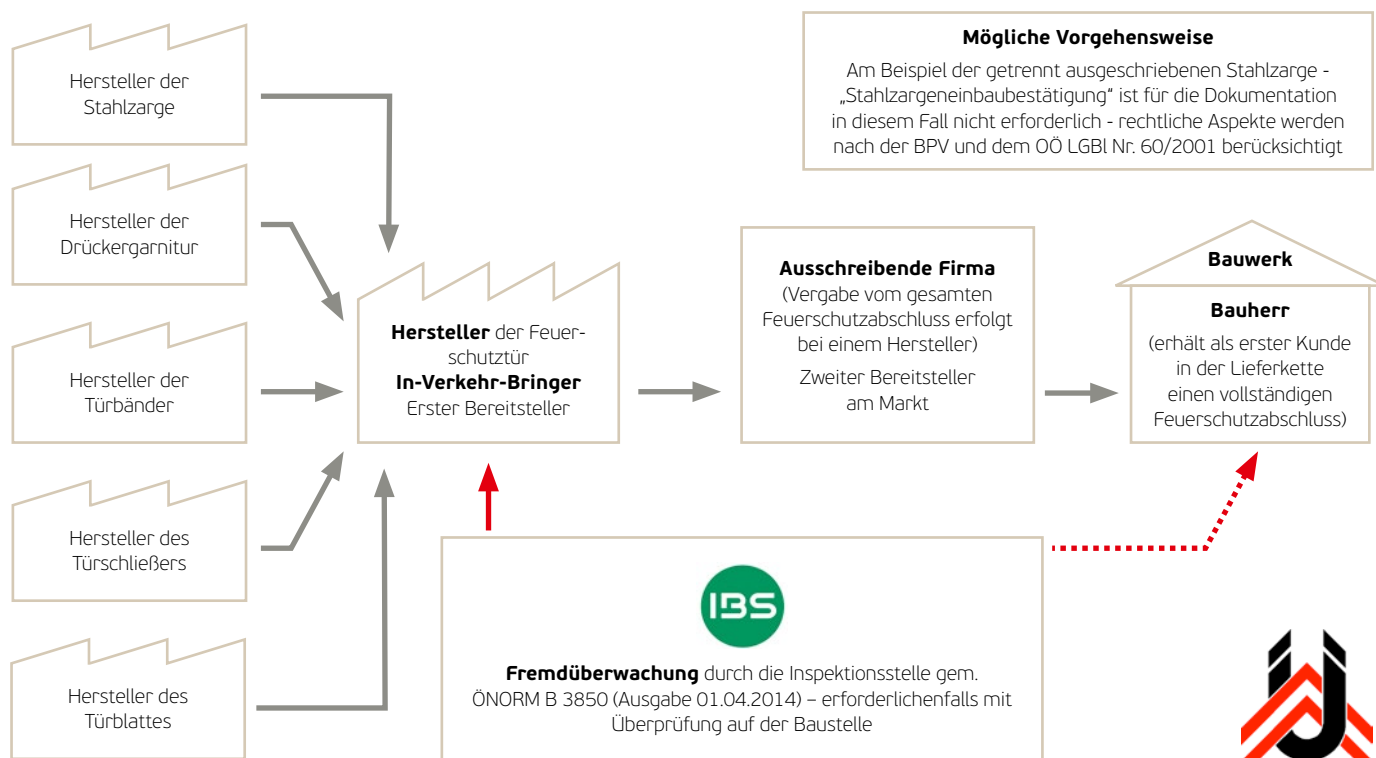 Mögliche Vorgehensweise
Am Beispiel der getrennt ausgeschriebenen Stahlzarge -
„Stahlzargeneinbaubestätigung“ ist für die Dokumentation
in diesem Fall nicht erforderlich - rechtliche Aspekte werden
nach der BPV und dem OÖ LGBl Nr. 60/2001 berücksichtigt
Hersteller der
Stahlzarge
Hersteller der
Drückergarnitur
Hersteller der
Türbänder
Hersteller des
Türschließers
Hersteller des
Türblattes
Hersteller der Feuer-
schutztür
In-Verkehr-Bringer
Erster Bereitsteller
Ausschreibende Firma
(Vergabe vom gesamten
Feuerschutzabschluss erfolgt
bei einem Hersteller)
Zweiter Bereitsteller
am Markt
Bauwerk
Bauherr
(erhält als erster Kunde
in der Lieferkette
einen vollständigen
Feuerschutzabschluss)
IBS
Fremdüberwachung durch die Inspektionsstelle gem.
ÖNORM B 3850 (Ausgabe 01.04.2014) – erforderlichenfalls mit
Überprüfung auf der Baustelle